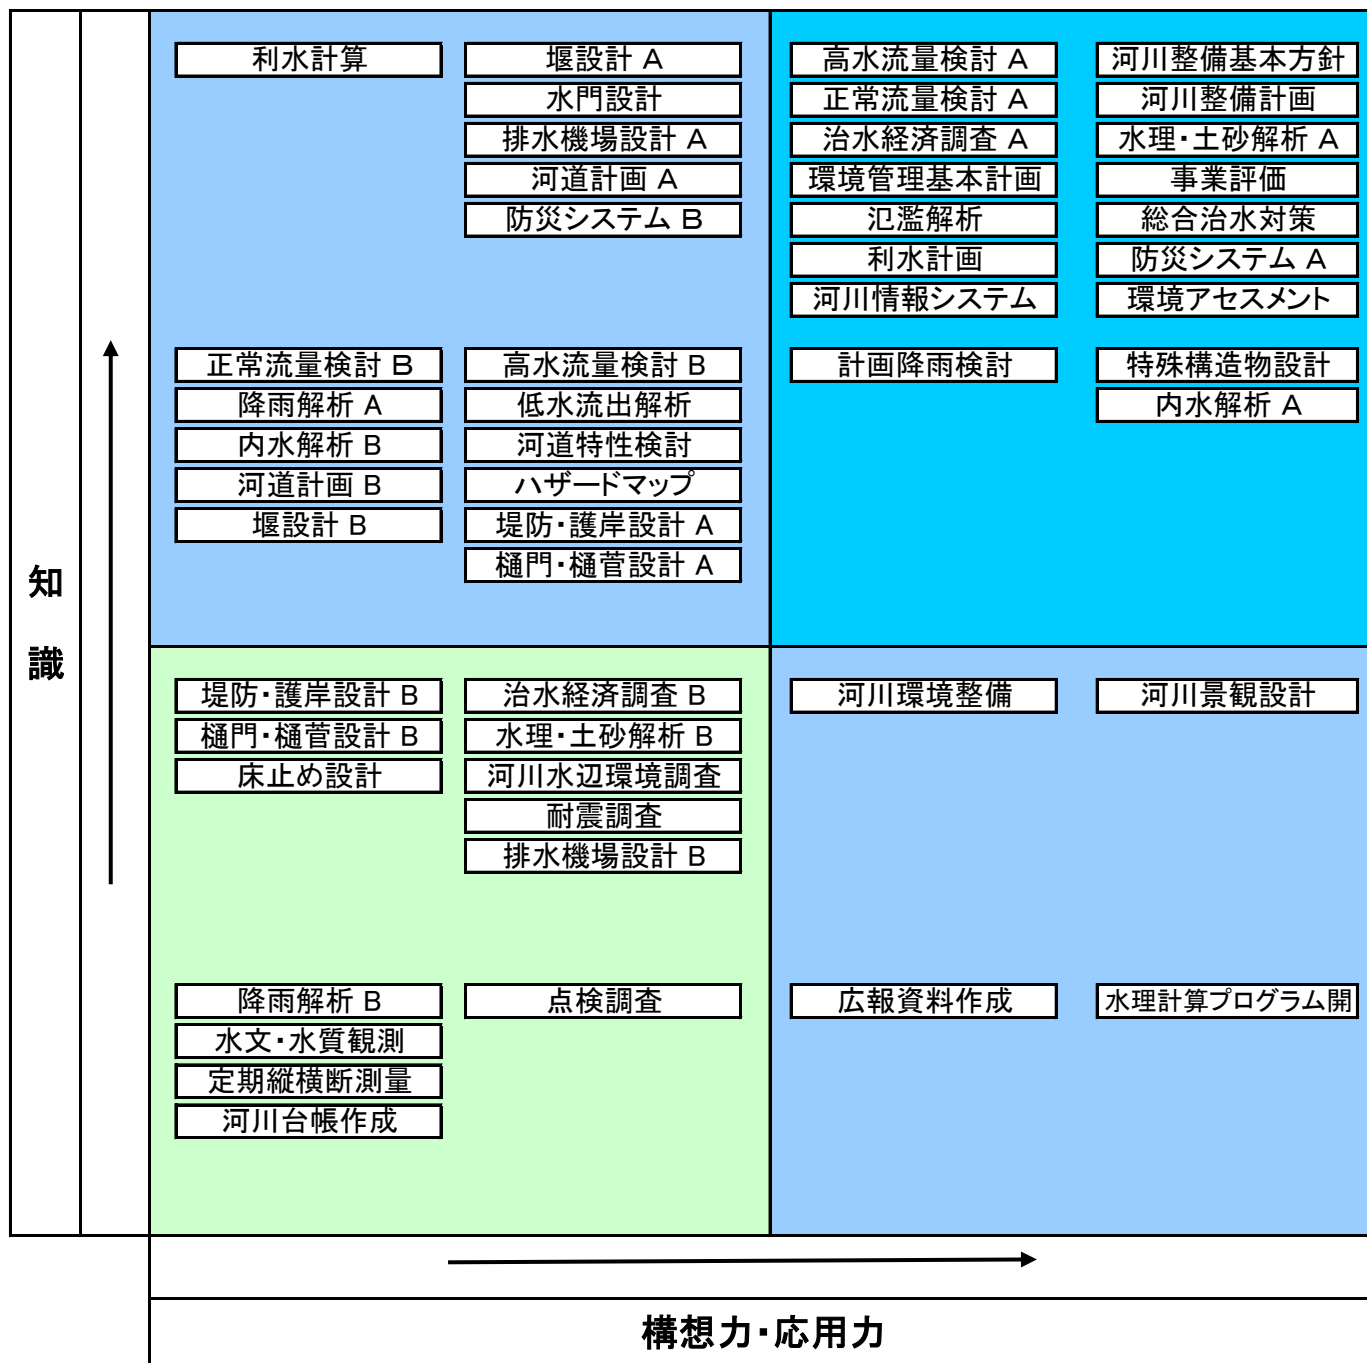 利水計算
堰設計 A
水門設計
排水機場設計 A
河道計画 A
防災システム B
高水流量検討 A
正常流量検討 A
治水経済調査 A
環境管理基本計画
氾濫解析
利水計画
河川情報システム
河川整備基本方針
河川整備計画
水理・土砂解析 A
事業評価
総合治水対策
防災システム A
環境アセスメント
正常流量検討 B
降雨解析 A
内水解析 B
河道計画 B
堰設計 B
高水流量検討 B
低水流出解析
河道特性検討
ハザードマップ
堤防・護岸設計 A
樋門・樋菅設計 A
計画降雨検討
特殊構造物設計
内水解析 A
知識
堤防・護岸設計 B
樋門・樋菅設計 B
床止め設計
治水経済調査 B
水理・土砂解析 B
河川水辺環境調査
耐震調査
排水機場設計 B
河川環境整備
河川景観設計
降雨解析 B
水文・水質観測
定期縦横断測量
河川台帳作成
点検調査
広報資料作成
水理計算プログラム開
構想力・応用力